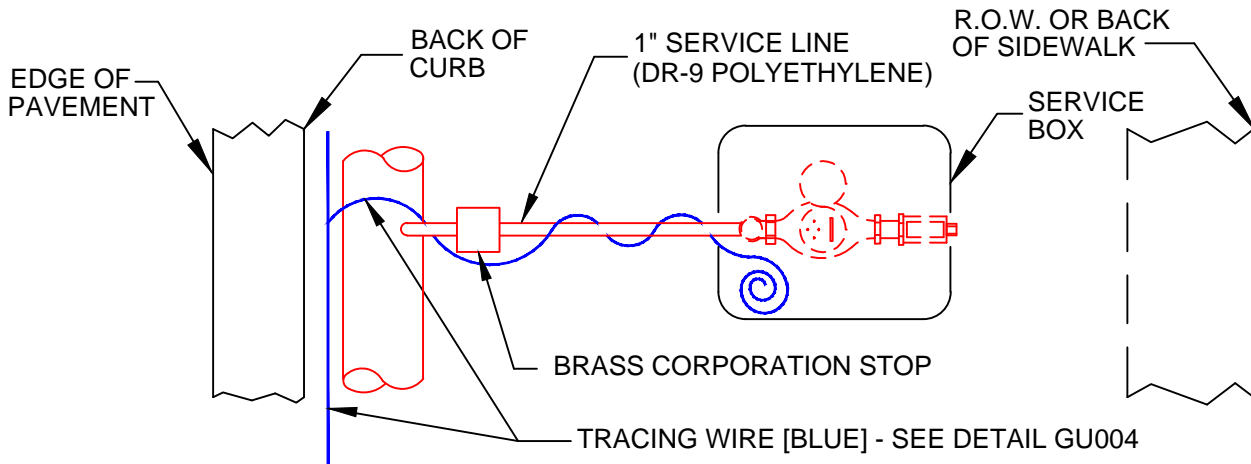 EDGE OF
PAVEMENT
BACK OF
CURB
1" SERVICE LINE
(DR-9 POLYETHYLENE)
R.O.W. OR BACK
OF SIDEWALK
SERVICE
BOX
BRASS CORPORATION STOP
TRACING WIRE [BLUE] - SEE DETAIL GU004